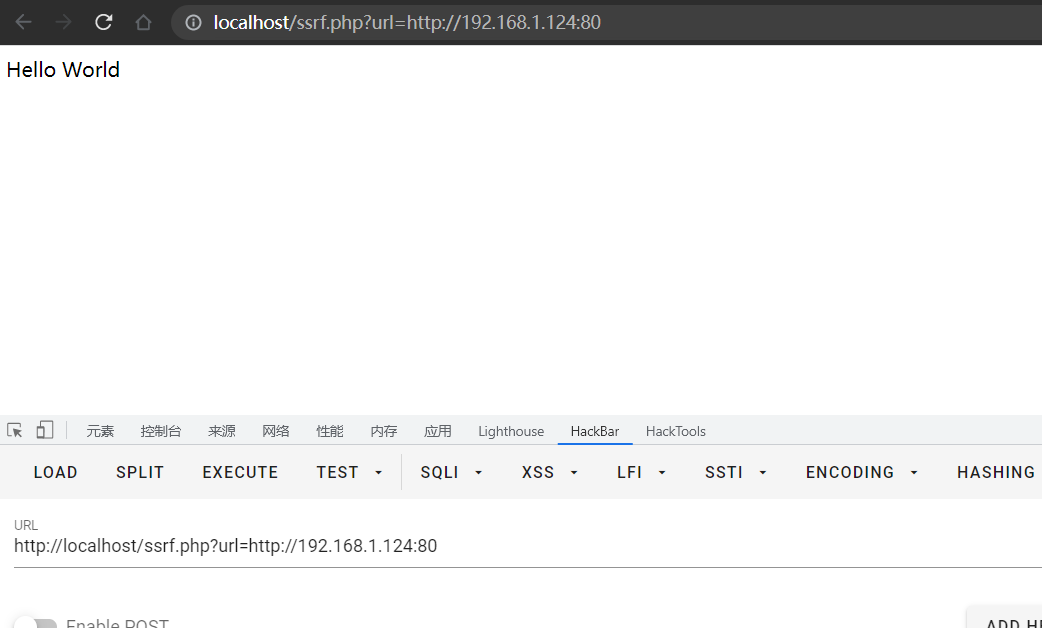 localhost/ssrf.php?url=http://192.168.1.124:80
Hello World
元素 控制台 来源 网络 性能 内存 应用 Lighthouse HackBar HackTools
LOAD SPLIT EXECUTE TEST SQLI XSS LFI SSTI ENCODING HASHING
URL
http://localhost/ssrf.php?url=http://192.168.1.124:80
Enable POST ADD HE